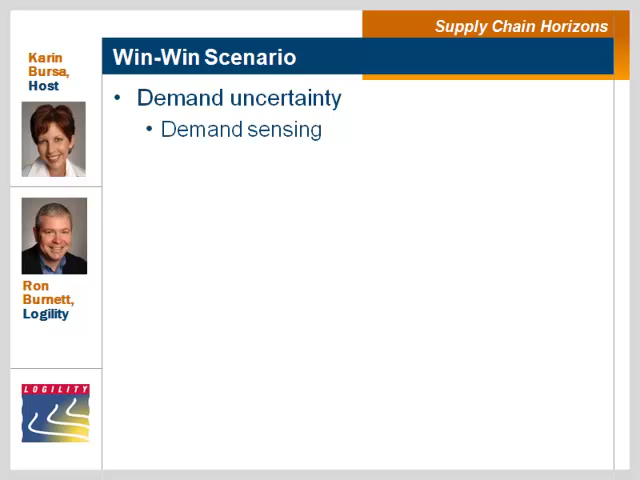 Supply Chain Horizons
Win-Win Scenario
Karin
Bursa,
Host
• Demand uncertainty
• Demand sensing
Ron
Burnett,
Logility
LOGILITY